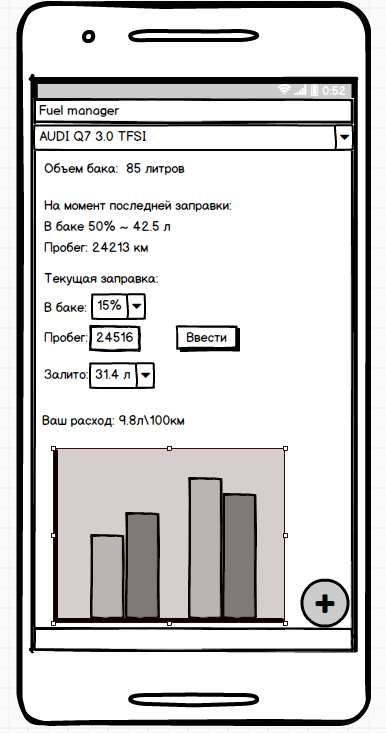 0:52
Fuel manager
AUDI Q7 3.0 TFSI
Объем бака: 85 литров
На момент последней заправки:
В баке 50% ~ 42.5 л
Пробег: 24213 км
Текущая заправка:
В баке: 15%
Пробег: 24516 Ввести
Залито: 31.4 л
Ваш расход: 9.8л\100км